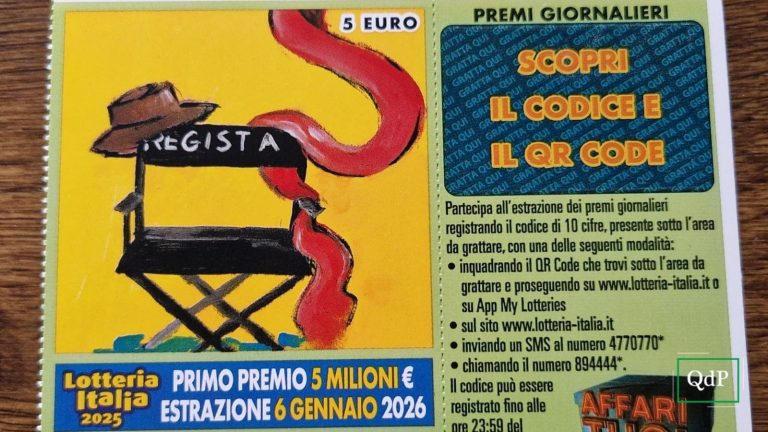 5 EURO
REGISTA
Lotteria
Italia
2025
PRIMO PREMIO 5 MILIONI €
ESTRAZIONE 6 GENNAIO 2026
PREMI GIORNALIERI
GRATTA QUI!
SCOPRI
IL CODICE E
IL QR CODE
Partecipa all'estrazione dei premi giornalieri
registrando il codice di 10 cifre, presente sotto l'area
da grattare, con una delle seguenti modalità:
• inquadrando il QR Code che trovi sotto l'area da
grattare e proseguendo su www.lotteria-italia.it o
su App My Lotteries
• sul sito www.lotteria-italia.it
• inviando un SMS al numero 4770770*
• chiamando il numero 894444*.
Il codice può essere
registrato fino alle
ore 23:59 del
AFFARI
TUOI
QdP